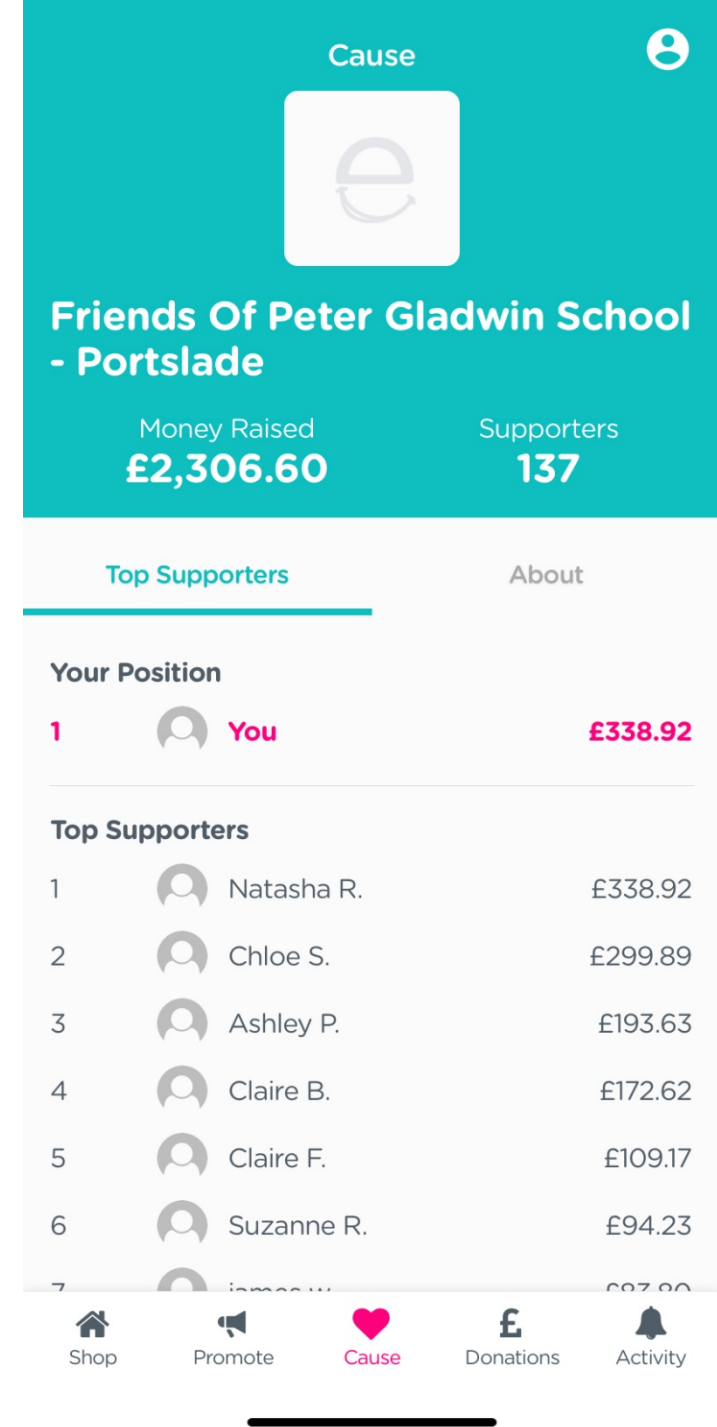 Cause
Friends Of Peter Gladwin School
- Portslade
Money Raised Supporters
£2,306.60 137
Top Supporters About
Your Position
1 You £338.92
Top Supporters
1 Natasha R. £338.92
2 Chloe S. £299.89
3 Ashley P. £193.63
4 Claire B. £172.62
5 Claire F. £109.17
6 Suzanne R. £94.23
Shop Promote Cause Donations Activity